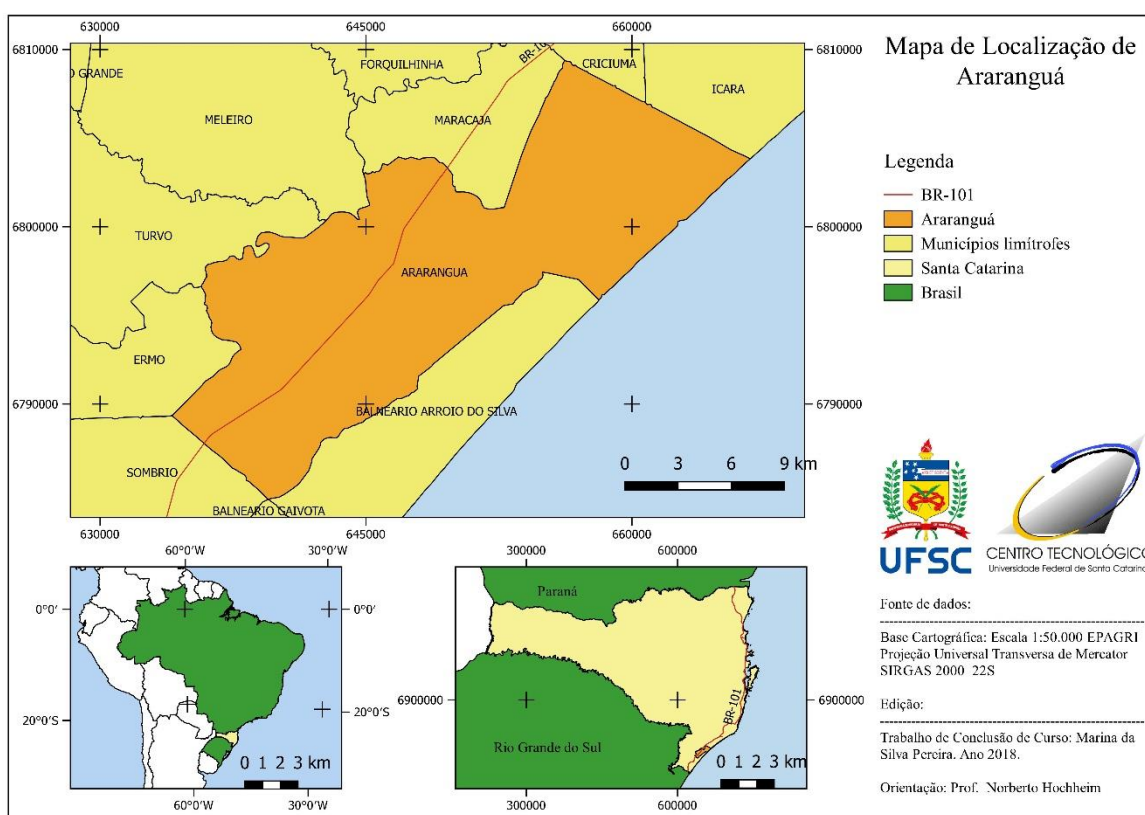 Mapa de Localização de
Araranguá
630000
645000
660000
6810000
6810000
BR-10
O GRANDE
FORQUILHINHA
CRICIUMA
ICARA
MELEIRO
MARACAJA
6800000
6800000
TURVO
ARARANGUA
ERMO
6790000
6790000
BALNEARIO ARROIO DO SILVA
SOMBRIO
0 3 6 9 km
BALNEARIO GAIVOTA
630000
645000
660000
Legenda
BR-101
Araranguá
Municípios limítrofes
Santa Catarina
Brasil
60°0'W
30°0'W
0°0'
0°0'
20°0'S
20°0'S
0 1 2 3 km
60°0'W
30°0'W
300000
600000
Paraná
6900000
6900000
BR-101
Rio Grande do Sul
0 1 2 3 km
300000
600000
UFSC
CENTRO TECNOLÓGICO
Universidade Federal de Santa Catarina
Fonte de dados:
Base Cartográfica: Escala 1:50.000 EPAGRI
Projeção Universal Transversa de Mercator
SIRGAS 2000 22S
Edição:
Trabalho de Conclusão de Curso: Marina da
Silva Pereira. Ano 2018.
Orientação: Prof. Norberto Hochheim